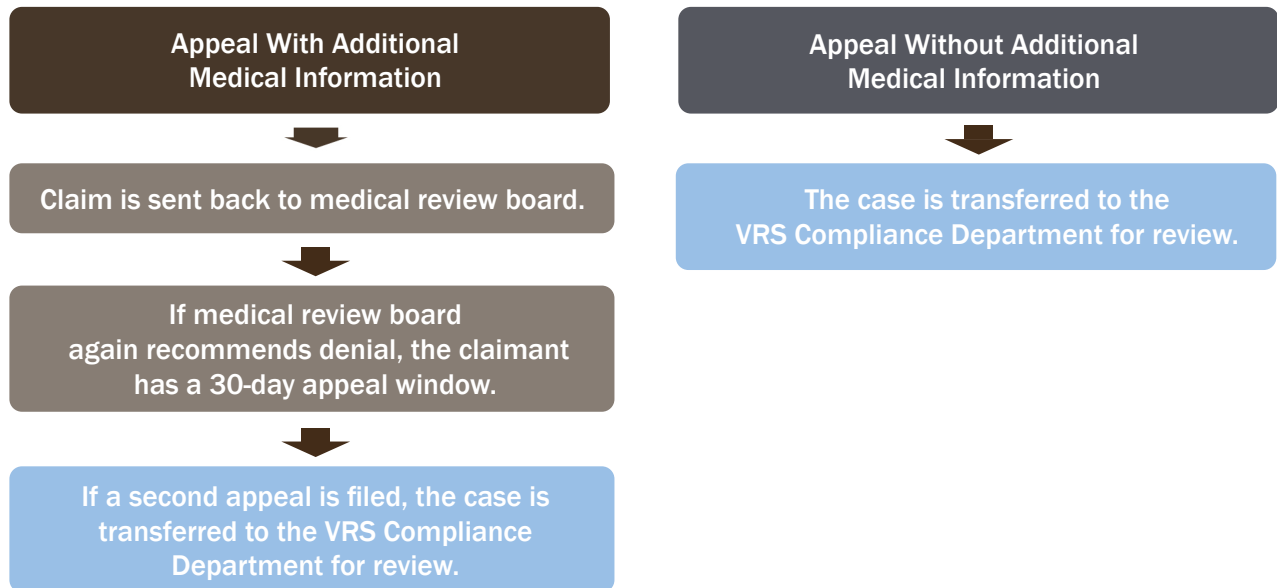 Appeal With Additional
Medical Information
Claim is sent back to medical review board.
If medical review board
again recommends denial, the claimant
has a 30-day appeal window.
If a second appeal is filed, the case is
transferred to the VRS Compliance
Department for review.
Appeal Without Additional
Medical Information
The case is transferred to the
VRS Compliance Department for review.